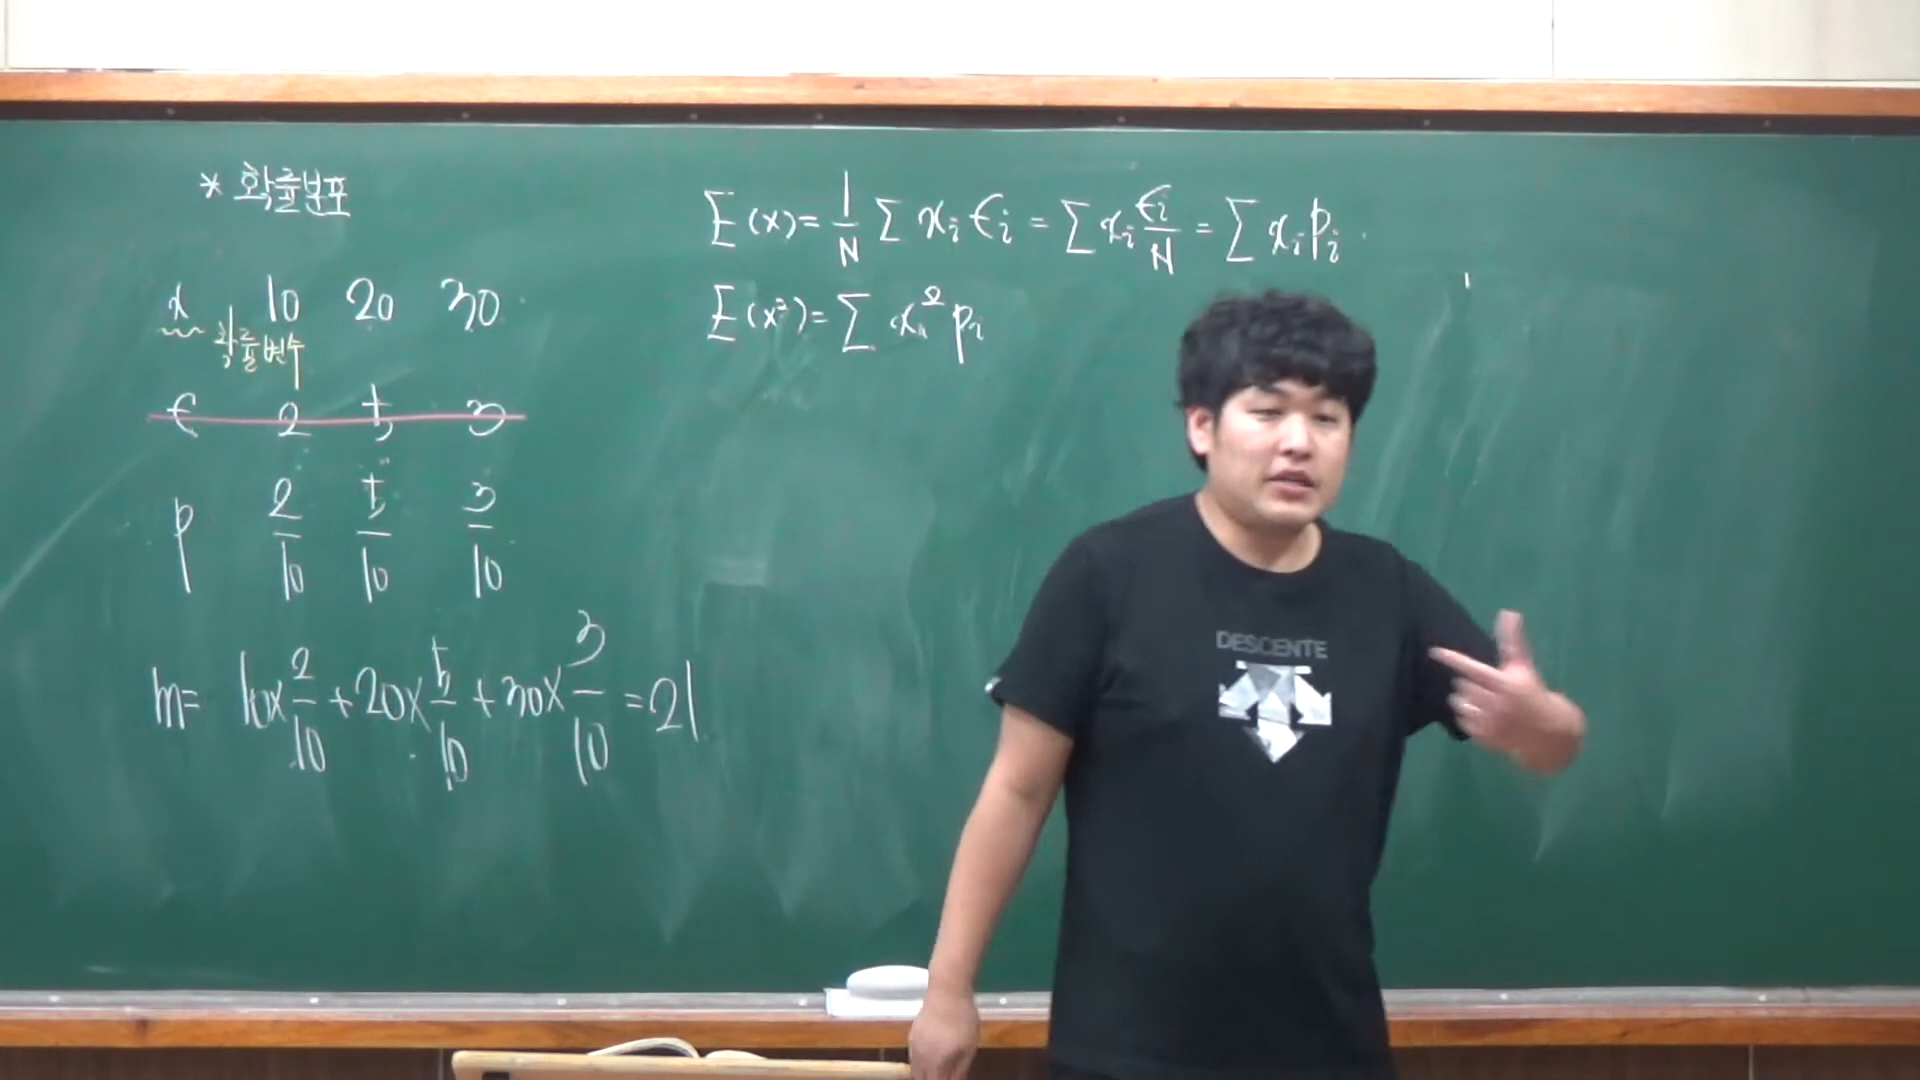 * 확률분포
x 10 20 30
확률변수
f 2 5 3
p 2/10 5/10 3/10
m= 10×2/10+20×5/10+30×3/10=21
E(x)=1/N Σ xᵢ fᵢ = Σ xᵢ fᵢ/N = Σ xᵢ pᵢ
E(x²)=Σ xᵢ² pᵢ
DESCENTE